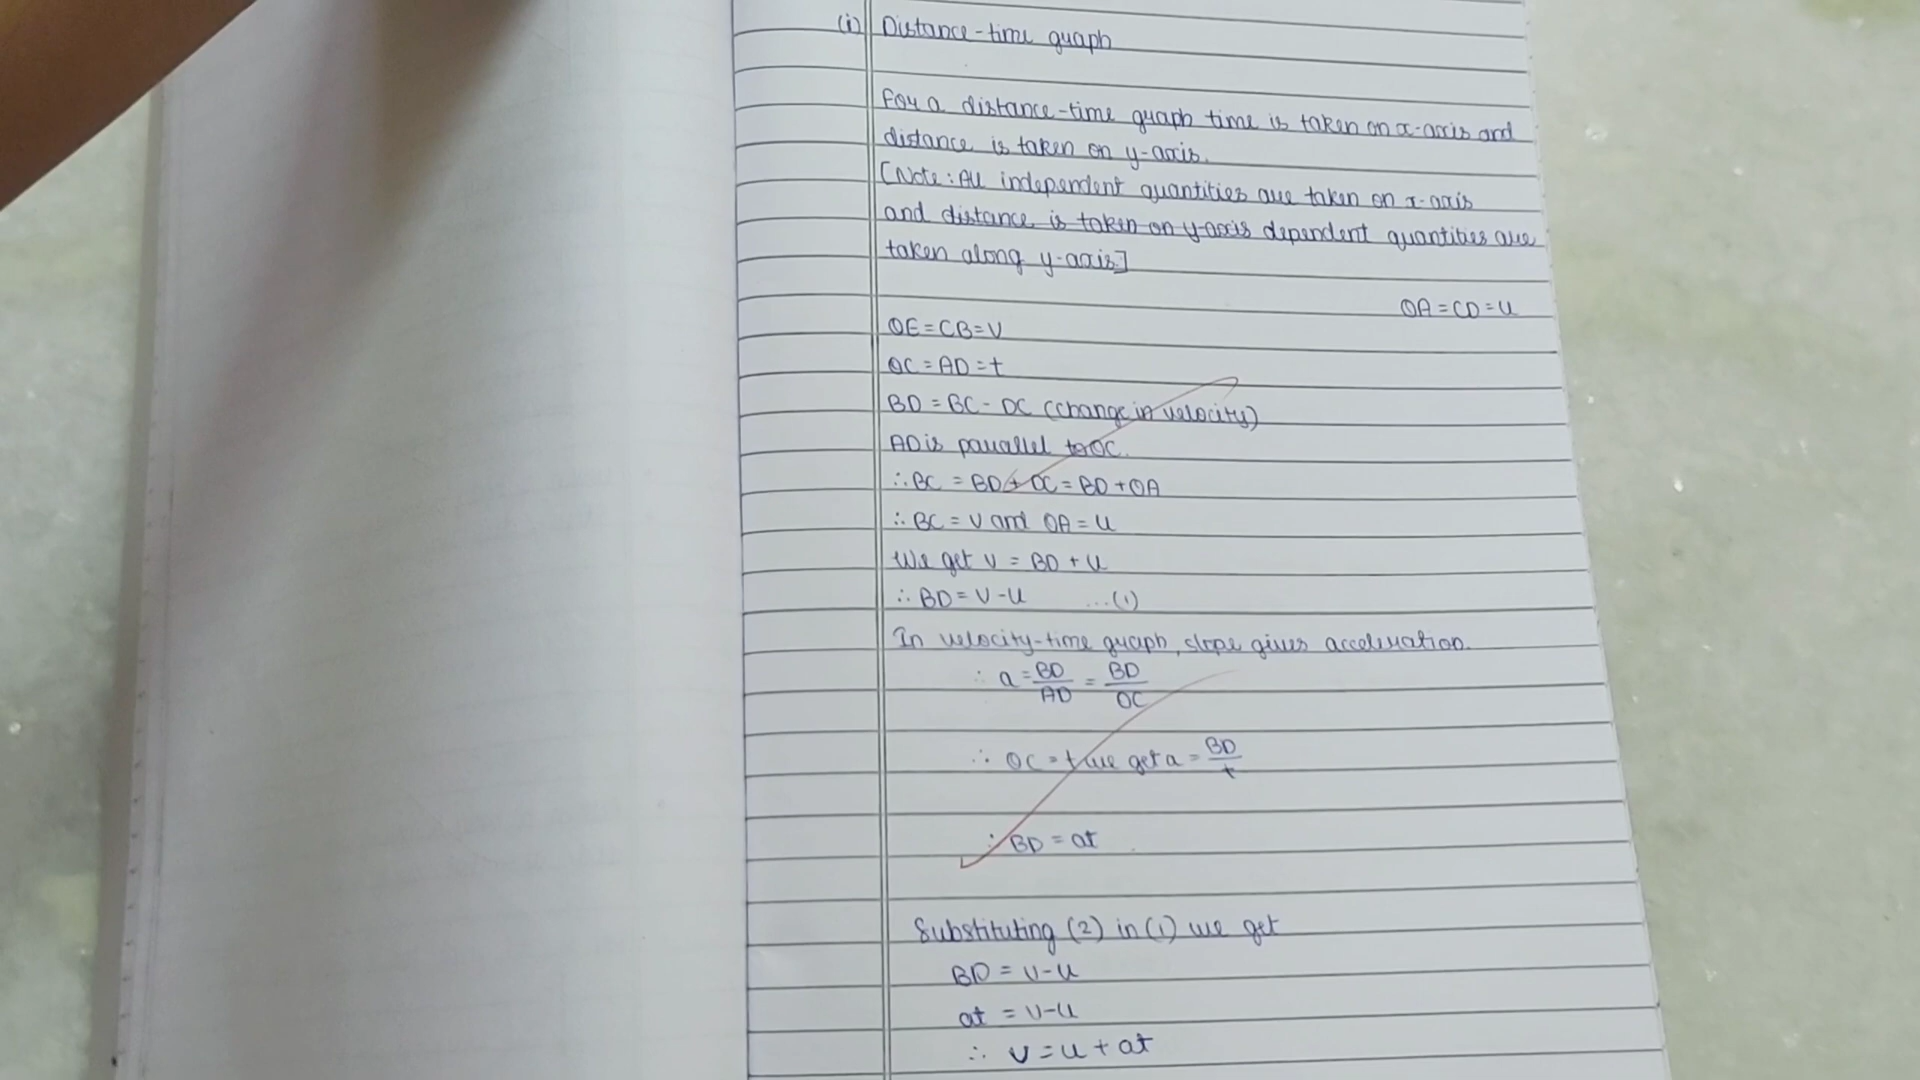 (i) Distance-time graph
For a distance-time graph time is taken on x-axis and
distance is taken on y-axis.
[Note: All independent quantities are taken on x-axis
and distance is taken on y-axis dependent quantities are
taken along y-axis]
OA = CD = u
OE = CB = v
OC = AD = t
BD = BC - DC (change in velocity)
AD is parallel to OC.
∴ BC = BD + DC = BD + OA
∴ BC = v and OA = u
We get v = BD + u
∴ BD = v - u ...(1)
In velocity-time graph, slope gives acceleration.
∴ a = BD/AD = BD/OC
∴ OC = t we get a = BD/t
∴ BD = at
Substituting (2) in (1) we get
BD = v - u
at = v - u
∴ v = u + at